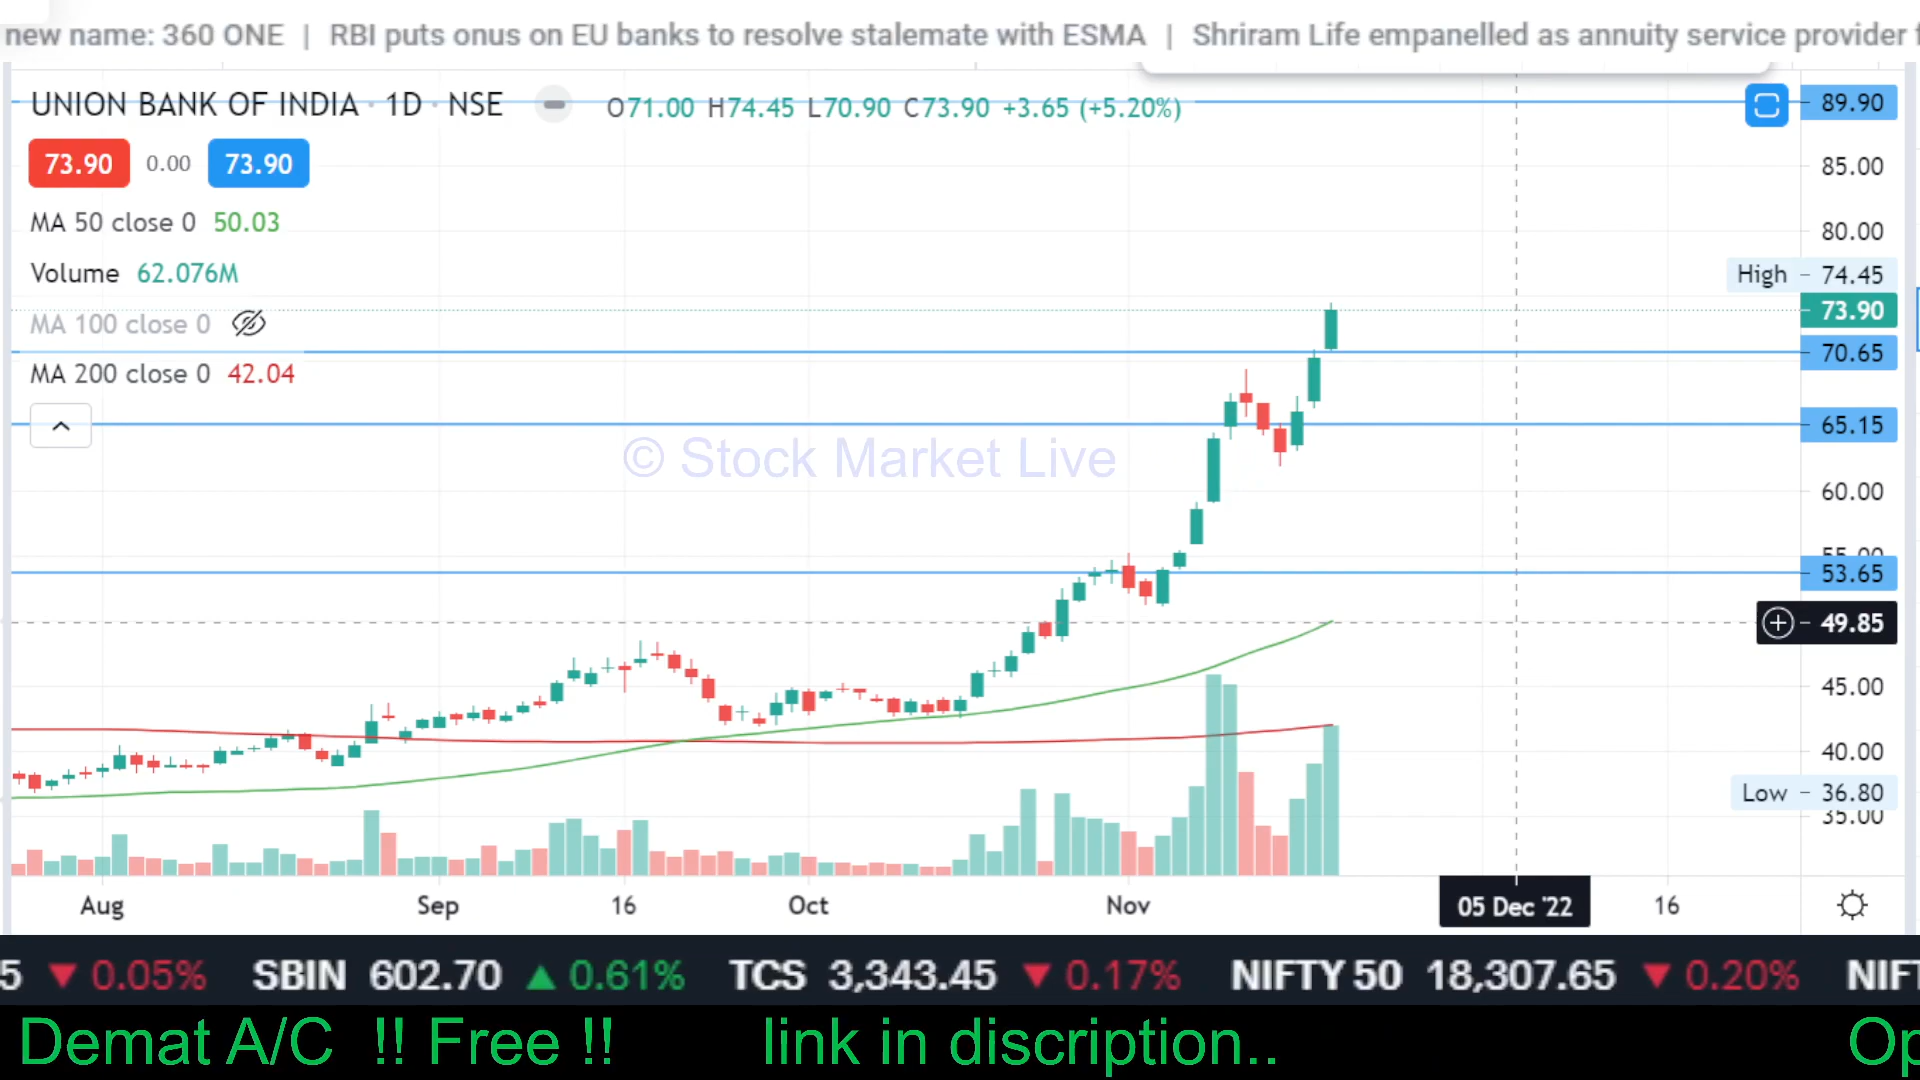 new name: 360 ONE | RBI puts onus on EU banks to resolve stalemate with ESMA | Shriram Life empanelled as annuity service provider f
UNION BANK OF INDIA · 1D · NSE O71.00 H74.45 L70.90 C73.90 +3.65 (+5.20%)
89.90
73.90 0.00 73.90
85.00
MA 50 close 0 50.03
80.00
Volume 62.076M
High 74.45
73.90
MA 100 close 0
70.65
MA 200 close 0 42.04
65.15
© Stock Market Live
60.00
55.00
53.65
49.85
45.00
40.00
Low 36.80
35.00
Aug Sep 16 Oct Nov 05 Dec '22 16
5 ▼ 0.05% SBIN 602.70 ▲ 0.61% TCS 3,343.45 ▼ 0.17% NIFTY 50 18,307.65 ▼ 0.20% NIFT
Demat A/C !! Free !! link in discription.. Op